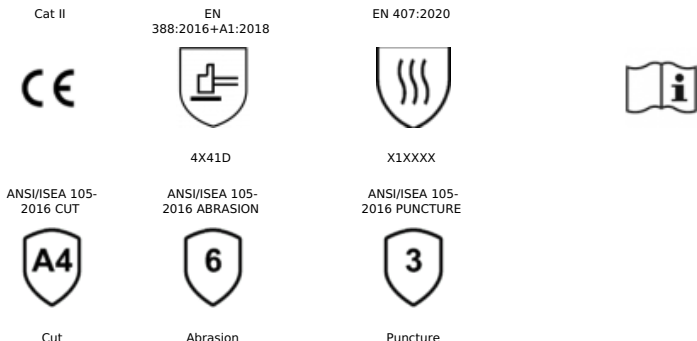 Cat II
EN
388:2016+A1:2018
EN 407:2020
CE
i
4X41D
X1XXXX
ANSI/ISEA 105-
2016 CUT
ANSI/ISEA 105-
2016 ABRASION
ANSI/ISEA 105-
2016 PUNCTURE
A4
6
3
Cut
Abrasion
Puncture